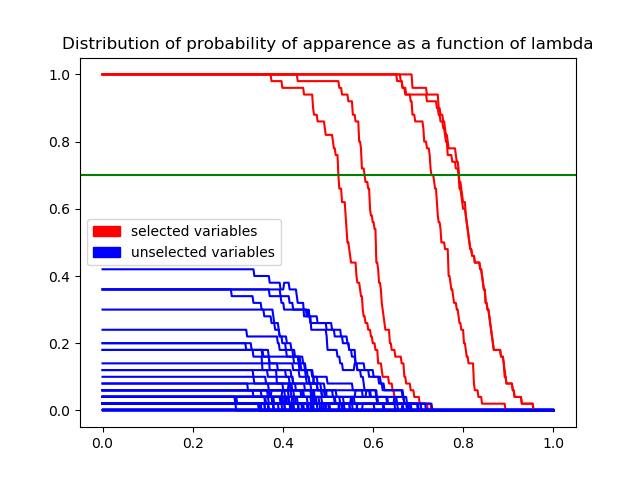 Distribution of probability of apparence as a function of lambda
1.0
0.8
0.6
0.4
0.2
0.0
selected variables
unselected variables
0.0 0.2 0.4 0.6 0.8 1.0